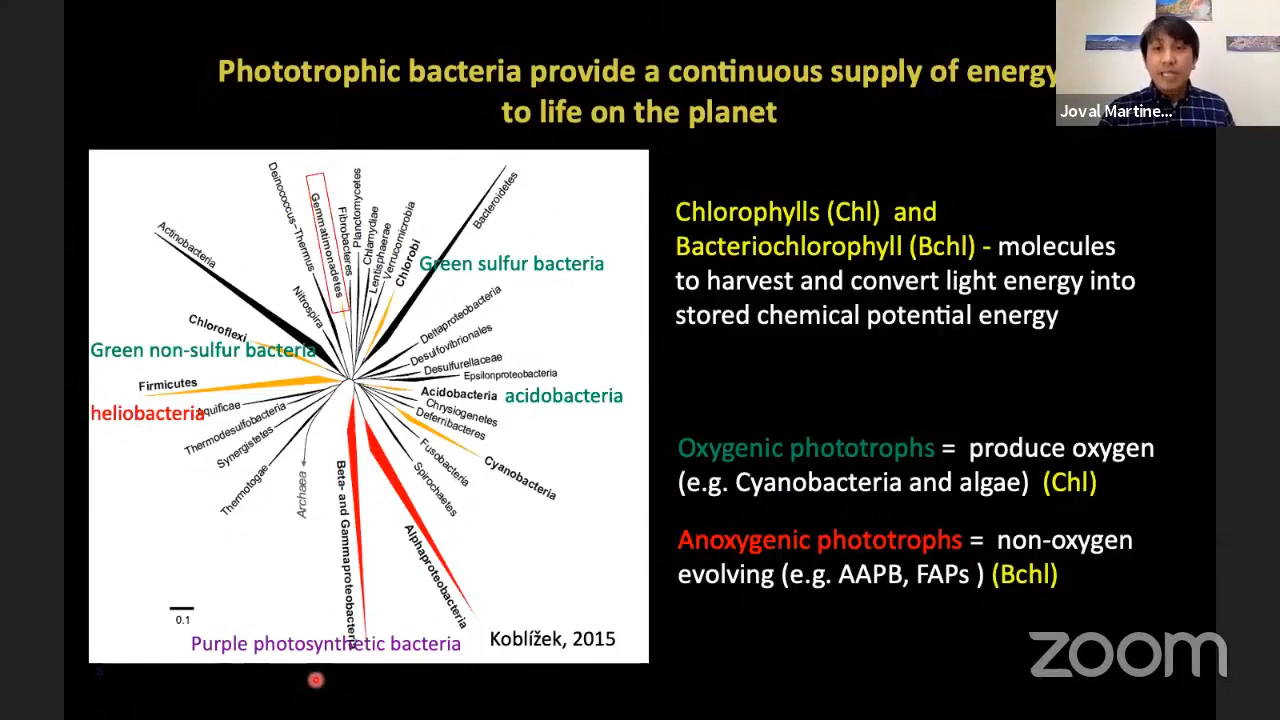 Phototrophic bacteria provide a continuous supply of energy
to life on the planet
Joval Martine...
Deinococcus-Thermus
Gemmatimonadetes
Fibrobacteres
Planctomycetes
Chlamydiae
Lentisphaerae
Verrucomicrobia
Chlorobi
Bacteroidetes
Green sulfur bacteria
Actinobacteria
Nitrospira
Chloroflexi
Green non-sulfur bacteria
Firmicutes
heliobacteria
Aquificae
Thermodesulfobacteria
Synergistetes
Thermotogae
Archaea
Deltaproteobacteria
Desulfovibrionales
Desulfurellaceae
Epsilonproteobacteria
Acidobacteria
acidobacteria
Chrysiogenetes
Deferribacteres
Cyanobacteria
Fusobacteria
Spirochaetes
Alphaproteobacteria
Beta- and Gammaproteobacteria
0.1
Purple photosynthetic bacteria
Koblížek, 2015
Chlorophylls (Chl) and
Bacteriochlorophyll (Bchl) - molecules
to harvest and convert light energy into
stored chemical potential energy
Oxygenic phototrophs = produce oxygen
(e.g. Cyanobacteria and algae) (Chl)
Anoxygenic phototrophs = non-oxygen
evolving (e.g. AAPB, FAPs ) (Bchl)
zoom